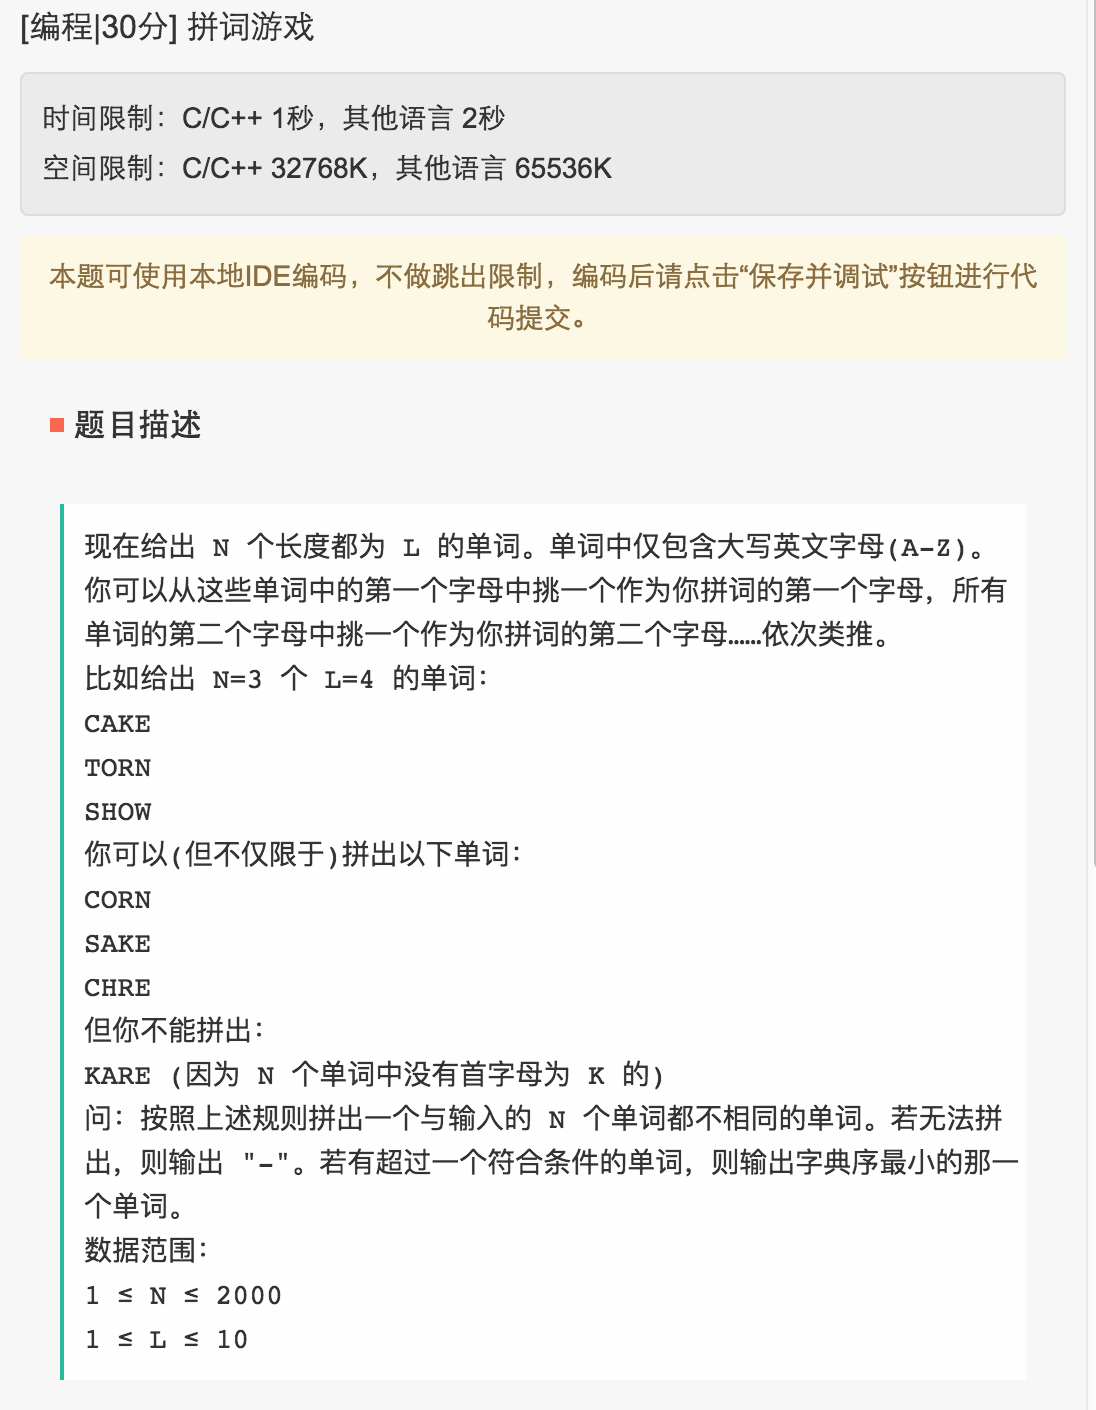 [编程|30分] 拼词游戏
时间限制：C/C++ 1秒，其他语言 2秒
空间限制：C/C++ 32768K，其他语言 65536K
本题可使用本地IDE编码，不做跳出限制，编码后请点击“保存并调试”按钮进行代
码提交。
题目描述
现在给出 N 个长度都为 L 的单词。单词中仅包含大写英文字母(A-Z)。
你可以从这些单词中的第一个字母中挑一个作为你拼词的第一个字母，所有
单词的第二个字母中挑一个作为你拼词的第二个字母……依次类推。
比如给出 N=3 个 L=4 的单词：
CAKE
TORN
SHOW
你可以(但不仅限于)拼出以下单词：
CORN
SAKE
CHRE
但你不能拼出：
KARE (因为 N 个单词中没有首字母为 K 的)
问：按照上述规则拼出一个与输入的 N 个单词都不相同的单词。若无法拼
出，则输出 "-"。若有超过一个符合条件的单词，则输出字典序最小的那一
个单词。
数据范围：
1 ≤ N ≤ 2000
1 ≤ L ≤ 10